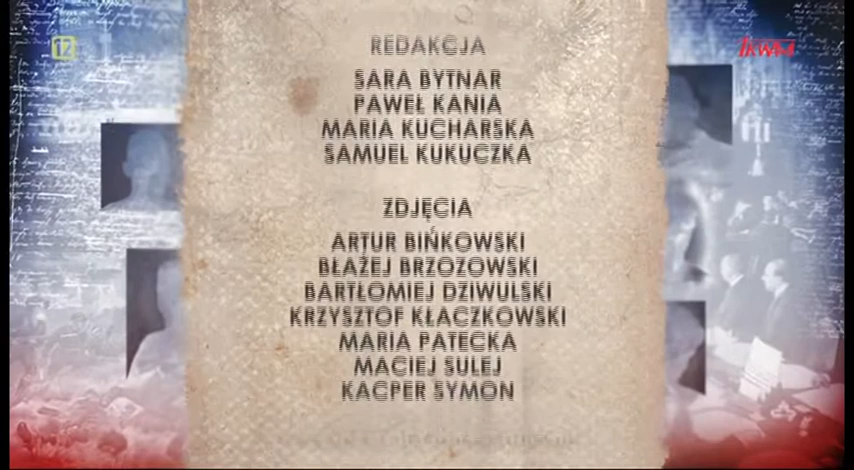 12
REDAKCJA
SARA BYTNAR
PAWEŁ KANIA
MARIA KUCHARSKA
SAMUEL KUKUCZKA
ZDJĘCIA
ARTUR BIŃKOWSKI
BŁAŻEJ BRZOZOWSKI
BARTŁOMIEJ DZIWULSKI
KRZYSZTOF KŁACZKOWSKI
MARIA PATECKA
MACIEJ SULEJ
KACPER SYMON